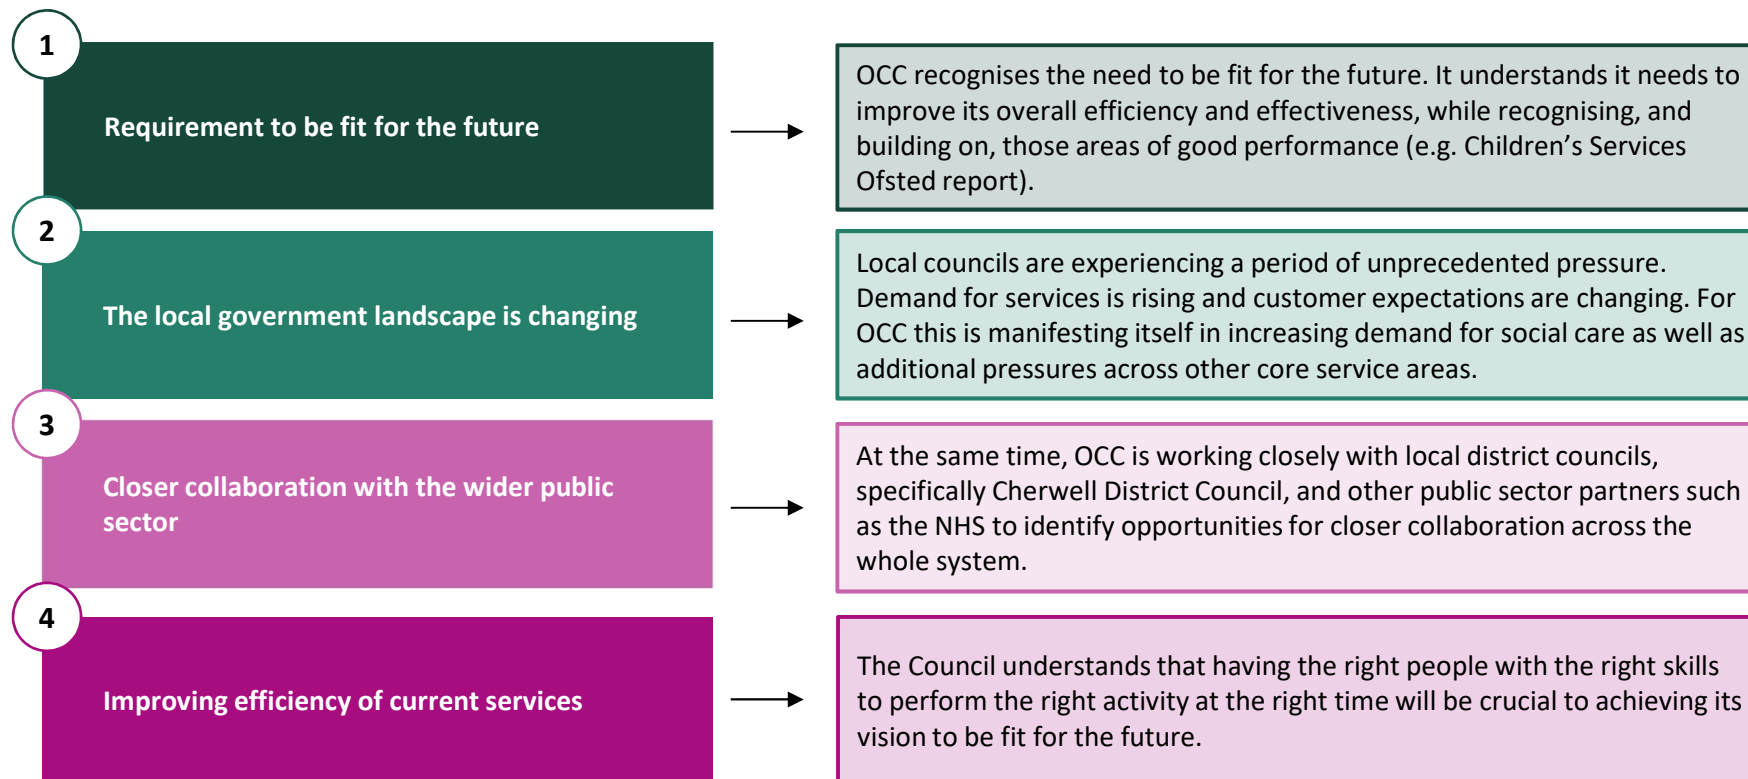 1
Requirement to be fit for the future
OCC recognises the need to be fit for the future. It understands it needs to
improve its overall efficiency and effectiveness, while recognising, and
building on, those areas of good performance (e.g. Children’s Services
Ofsted report).
2
The local government landscape is changing
Local councils are experiencing a period of unprecedented pressure.
Demand for services is rising and customer expectations are changing. For
OCC this is manifesting itself in increasing demand for social care as well as
additional pressures across other core service areas.
3
Closer collaboration with the wider public
sector
At the same time, OCC is working closely with local district councils,
specifically Cherwell District Council, and other public sector partners such
as the NHS to identify opportunities for closer collaboration across the
whole system.
4
Improving efficiency of current services
The Council understands that having the right people with the right skills
to perform the right activity at the right time will be crucial to achieving its
vision to be fit for the future.